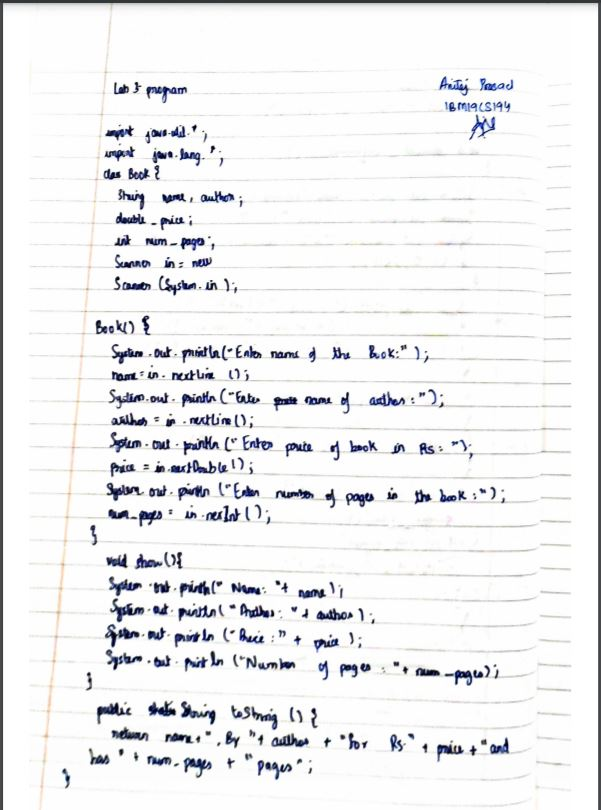 Lab 3 program
Anitej Prasad
1BM19CS194
import java.util.*;
import java.lang.*;
class Book {
String name, author;
double _price;
int num_pages;
Scanner in = new
Scanner (System.in);
Book() {
System.out.println("Enter name of the Book:");
name = in.nextLine ();
System.out.println("Enter name of author:");
author = in.nextLine();
System.out.println("Enter price of book in Rs: ");
price = in.nextDouble();
System.out.println ("Enter number of pages in the book:");
num_pages = in.nexInt();
}
void show(){
System.out.println(" Name: "+ name);
System.out.println("Author: " + author);
System.out.println ("Price:" + price );
System.out.println ("Number of pages : "+ num_pages);
}
public String toString () {
return name+", By "+ author + "for Rs." + price + "and
has " + num_pages + " pages";
}